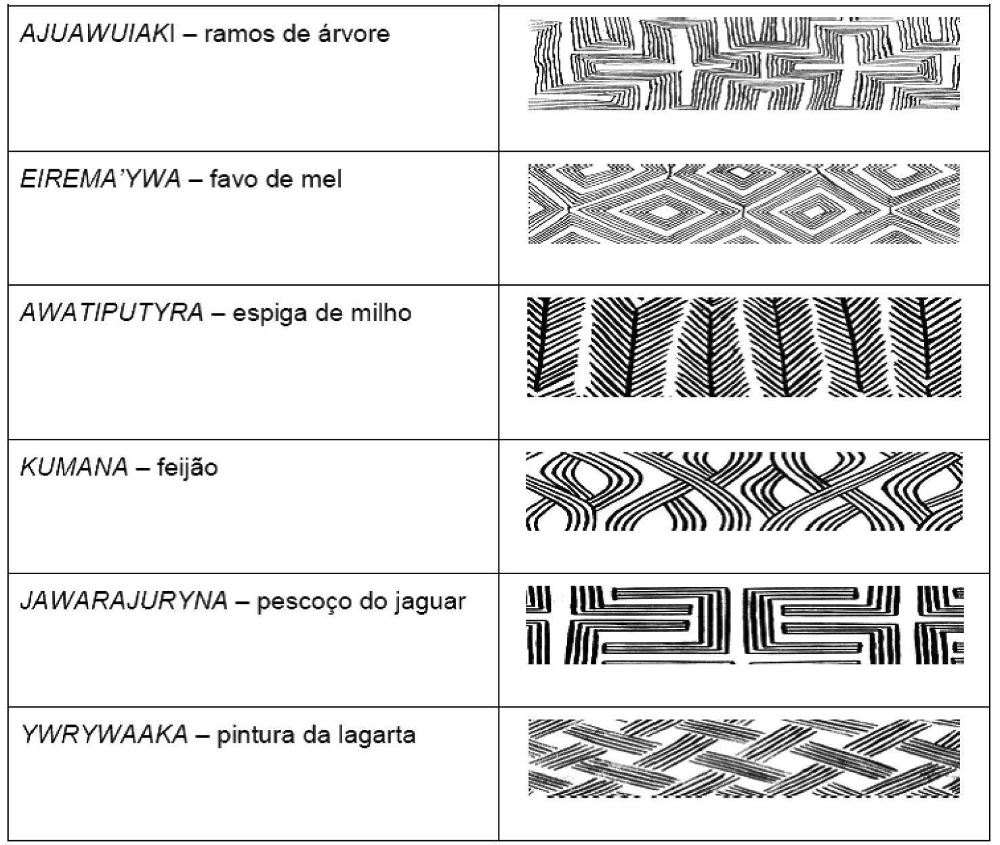 AJUAWUIAKI – ramos de árvore
EIREMA’YWA – favo de mel
AWATIPUTYRA – espiga de milho
KUMANA – feijão
JAWARAJURYNA – pescoço do jaguar
YWRYWAAKA – pintura da lagarta